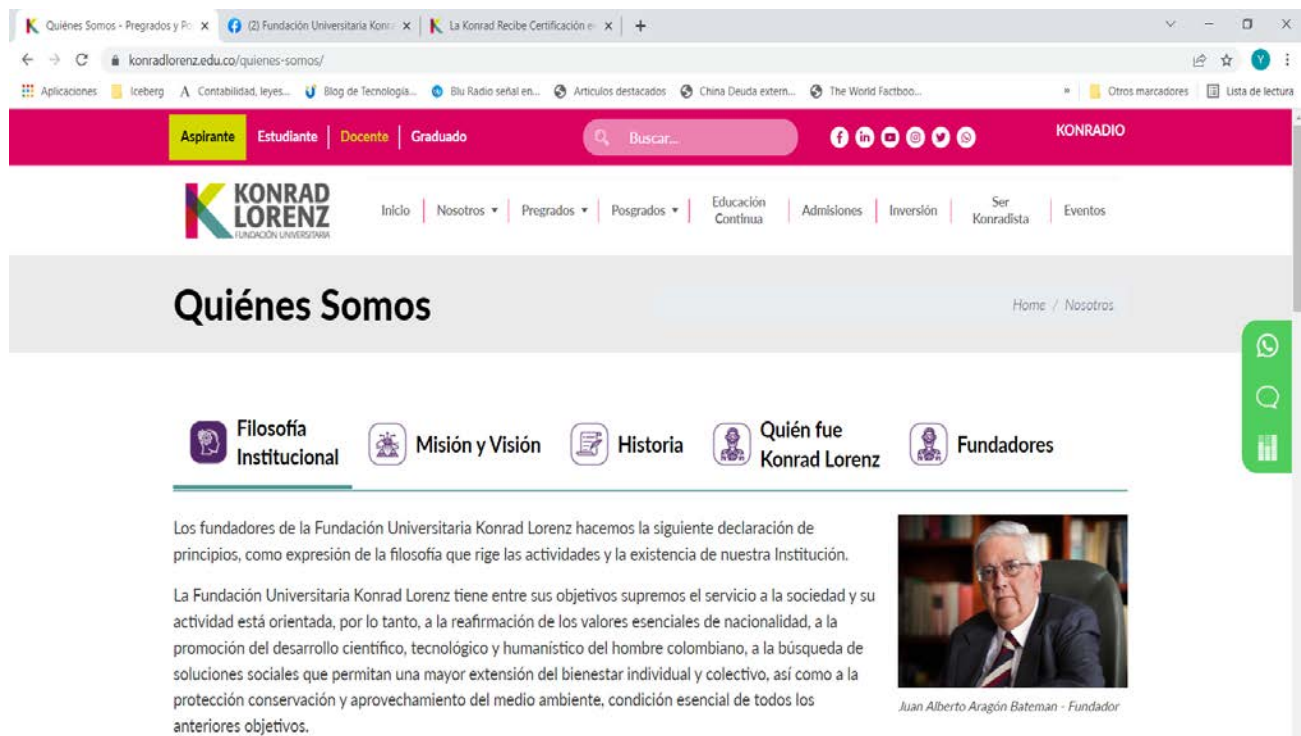 Quiénes Somos - Pregrados y Po
(2) Fundación Universitaria Konra
La Konrad Recibe Certificación e
konradlorenz.edu.co/quienes-somos/
Y
Aplicaciones
Iceberg
Contabilidad, leyes...
Blog de Tecnología...
Blu Radio señal en...
Articulos destacados
China Deuda extern...
The World Factboo...
»
Otros marcadores
Lista de lectura
Aspirante
Estudiante
Docente
Graduado
Buscar...
KONRADIO
KONRAD
LORENZ
FUNDACIÓN UNIVERSITARIA
Inicio
Nosotros
Pregrados
Posgrados
Educación
Continua
Admisiones
Inversión
Ser
Konradista
Eventos
Quiénes Somos
Home / Nosotros
Filosofía
Institucional
Misión y Visión
Historia
Quién fue
Konrad Lorenz
Fundadores
Los fundadores de la Fundación Universitaria Konrad Lorenz hacemos la siguiente declaración de
principios, como expresión de la filosofía que rige las actividades y la existencia de nuestra Institución.
La Fundación Universitaria Konrad Lorenz tiene entre sus objetivos supremos el servicio a la sociedad y su
actividad está orientada, por lo tanto, a la reafirmación de los valores esenciales de nacionalidad, a la
promoción del desarrollo científico, tecnológico y humanístico del hombre colombiano, a la búsqueda de
soluciones sociales que permitan una mayor extensión del bienestar individual y colectivo, así como a la
protección conservación y aprovechamiento del medio ambiente, condición esencial de todos los
anteriores objetivos.
Juan Alberto Aragón Bateman - Fundador